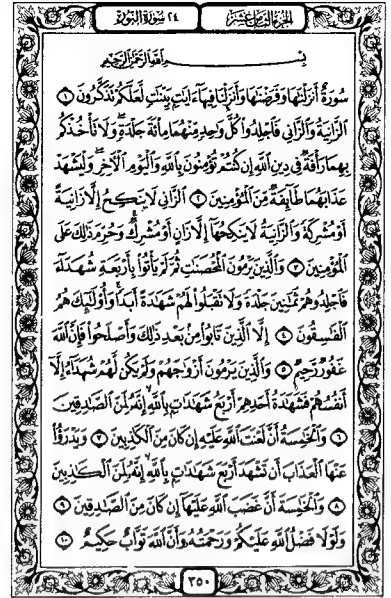 الجزء الثامن عشر ٢٤ سورة النور
بسم الله الرحمن الرحيم
سُورَةٌ أَنزَلْنَٰهَا وَفَرَضْنَٰهَا وَأَنزَلْنَا فِيهَآ ءَايَٰتٍۭ بَيِّنَٰتٍ لَّعَلَّكُمْ تَذَكَّرُونَ ۝١
ٱلزَّانِيَةُ وَٱلزَّانِى فَٱجْلِدُوا۟ كُلَّ وَٰحِدٍ مِّنْهُمَا مِا۟ئَةَ جَلْدَةٍ ۖ وَلَا تَأْخُذْكُم
بِهِمَا رَأْفَةٌ فِى دِينِ ٱللَّهِ إِن كُنتُمْ تُؤْمِنُونَ بِٱللَّهِ وَٱلْيَوْمِ ٱلْءَاخِرِ ۖ وَلْيَشْهَدْ
عَذَابَهُمَا طَآئِفَةٌ مِّنَ ٱلْمُؤْمِنِينَ ۝٢ ٱلزَّانِى لَا يَنكِحُ إِلَّا زَانِيَةً
أَوْ مُشْرِكَةً وَٱلزَّانِيَةُ لَا يَنكِحُهَآ إِلَّا زَانٍ أَوْ مُشْرِكٌ ۚ وَحُرِّمَ ذَٰلِكَ عَلَى
ٱلْمُؤْمِنِينَ ۝٣ وَٱلَّذِينَ يَرْمُونَ ٱلْمُحْصَنَٰتِ ثُمَّ لَمْ يَأْتُوا۟ بِأَرْبَعَةِ شُهَدَآءَ
فَٱجْلِدُوهُمْ ثَمَٰنِينَ جَلْدَةً وَلَا تَقْبَلُوا۟ لَهُمْ شَهَٰدَةً أَبَدًا ۚ وَأُو۟لَٰٓئِكَ هُمُ
ٱلْفَٰسِقُونَ ۝٤ إِلَّا ٱلَّذِينَ تَابُوا۟ مِنۢ بَعْدِ ذَٰلِكَ وَأَصْلَحُوا۟ فَإِنَّ ٱللَّهَ
غَفُورٌ رَّحِيمٌ ۝٥ وَٱلَّذِينَ يَرْمُونَ أَزْوَٰجَهُمْ وَلَمْ يَكُن لَّهُمْ شُهَدَآءُ إِلَّآ
أَنفُسُهُمْ فَشَهَٰدَةُ أَحَدِهِمْ أَرْبَعُ شَهَٰدَٰتٍۭ بِٱللَّهِ ۙ إِنَّهُۥ لَمِنَ ٱلصَّٰدِقِينَ
۝٦ وَٱلْخَٰمِسَةُ أَنَّ لَعْنَتَ ٱللَّهِ عَلَيْهِ إِن كَانَ مِنَ ٱلْكَٰذِبِينَ ۝٧ وَيَدْرَؤُا۟
عَنْهَا ٱلْعَذَابَ أَن تَشْهَدَ أَرْبَعَ شَهَٰدَٰتٍۭ بِٱللَّهِ ۙ إِنَّهُۥ لَمِنَ ٱلْكَٰذِبِينَ
۝٨ وَٱلْخَٰمِسَةَ أَنَّ غَضَبَ ٱللَّهِ عَلَيْهَآ إِن كَانَ مِنَ ٱلصَّٰدِقِينَ ۝٩
وَلَوْلَا فَضْلُ ٱللَّهِ عَلَيْكُمْ وَرَحْمَتُهُۥ وَأَنَّ ٱللَّهَ تَوَّابٌ حَكِيمٌ ۝١٠
٣٥٠